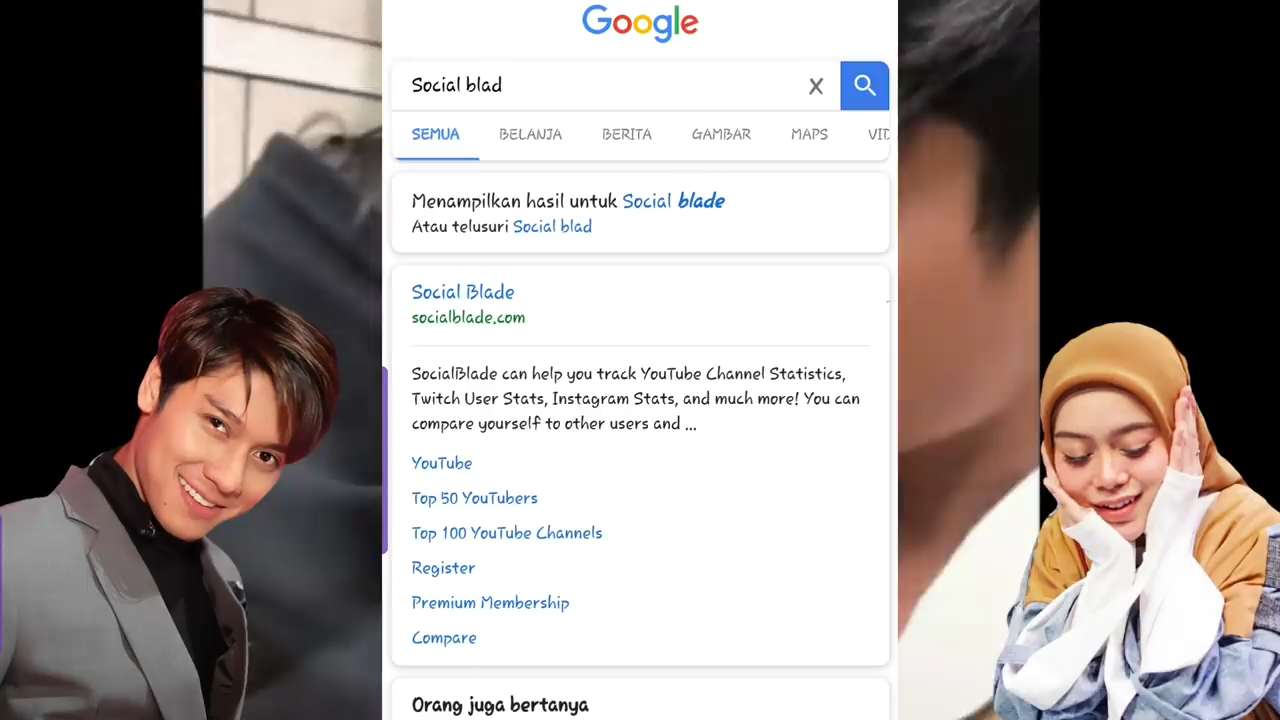 Google
Social blad
SEMUA BELANJA BERITA GAMBAR MAPS VID
Menampilkan hasil untuk Social blade
Atau telusuri Social blad
Social Blade
socialblade.com
SocialBlade can help you track YouTube Channel Statistics,
Twitch User Stats, Instagram Stats, and much more! You can
compare yourself to other users and ...
YouTube
Top 50 YouTubers
Top 100 YouTube Channels
Register
Premium Membership
Compare
Orang juga bertanya